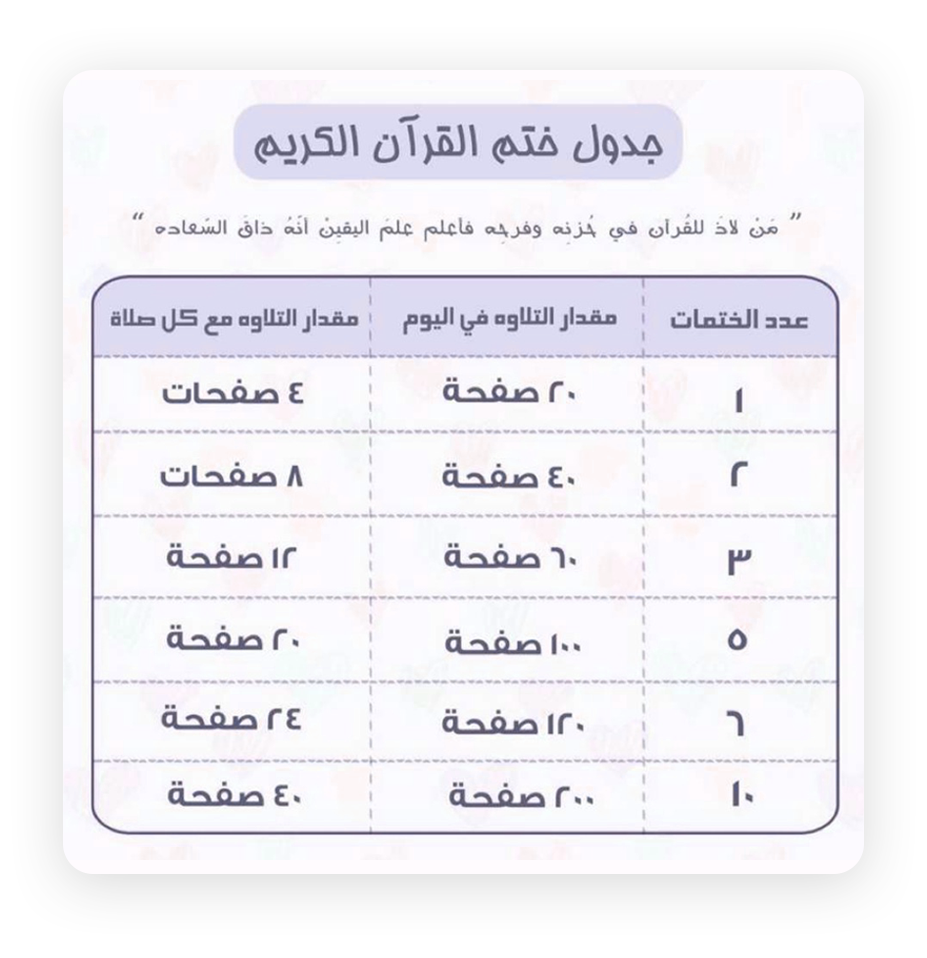 جدول ختم القرآن الكريم
” مَنْ لاذَ للقُرآن في حُزنِه وفرحِه فأعلم عِلمَ اليقينْ أنّهُ ذاقَ السّعاده “
عدد الختمات مقدار التلاوه في اليوم مقدار التلاوه مع كل صلاة
١ ٢٠ صفحة ٤ صفحات
٢ ٤٠ صفحة ٨ صفحات
٣ ٦٠ صفحة ١٢ صفحة
٥ ١٠٠ صفحة ٢٠ صفحة
٦ ١٢٠ صفحة ٢٤ صفحة
١٠ ٢٠٠ صفحة ٤٠ صفحة